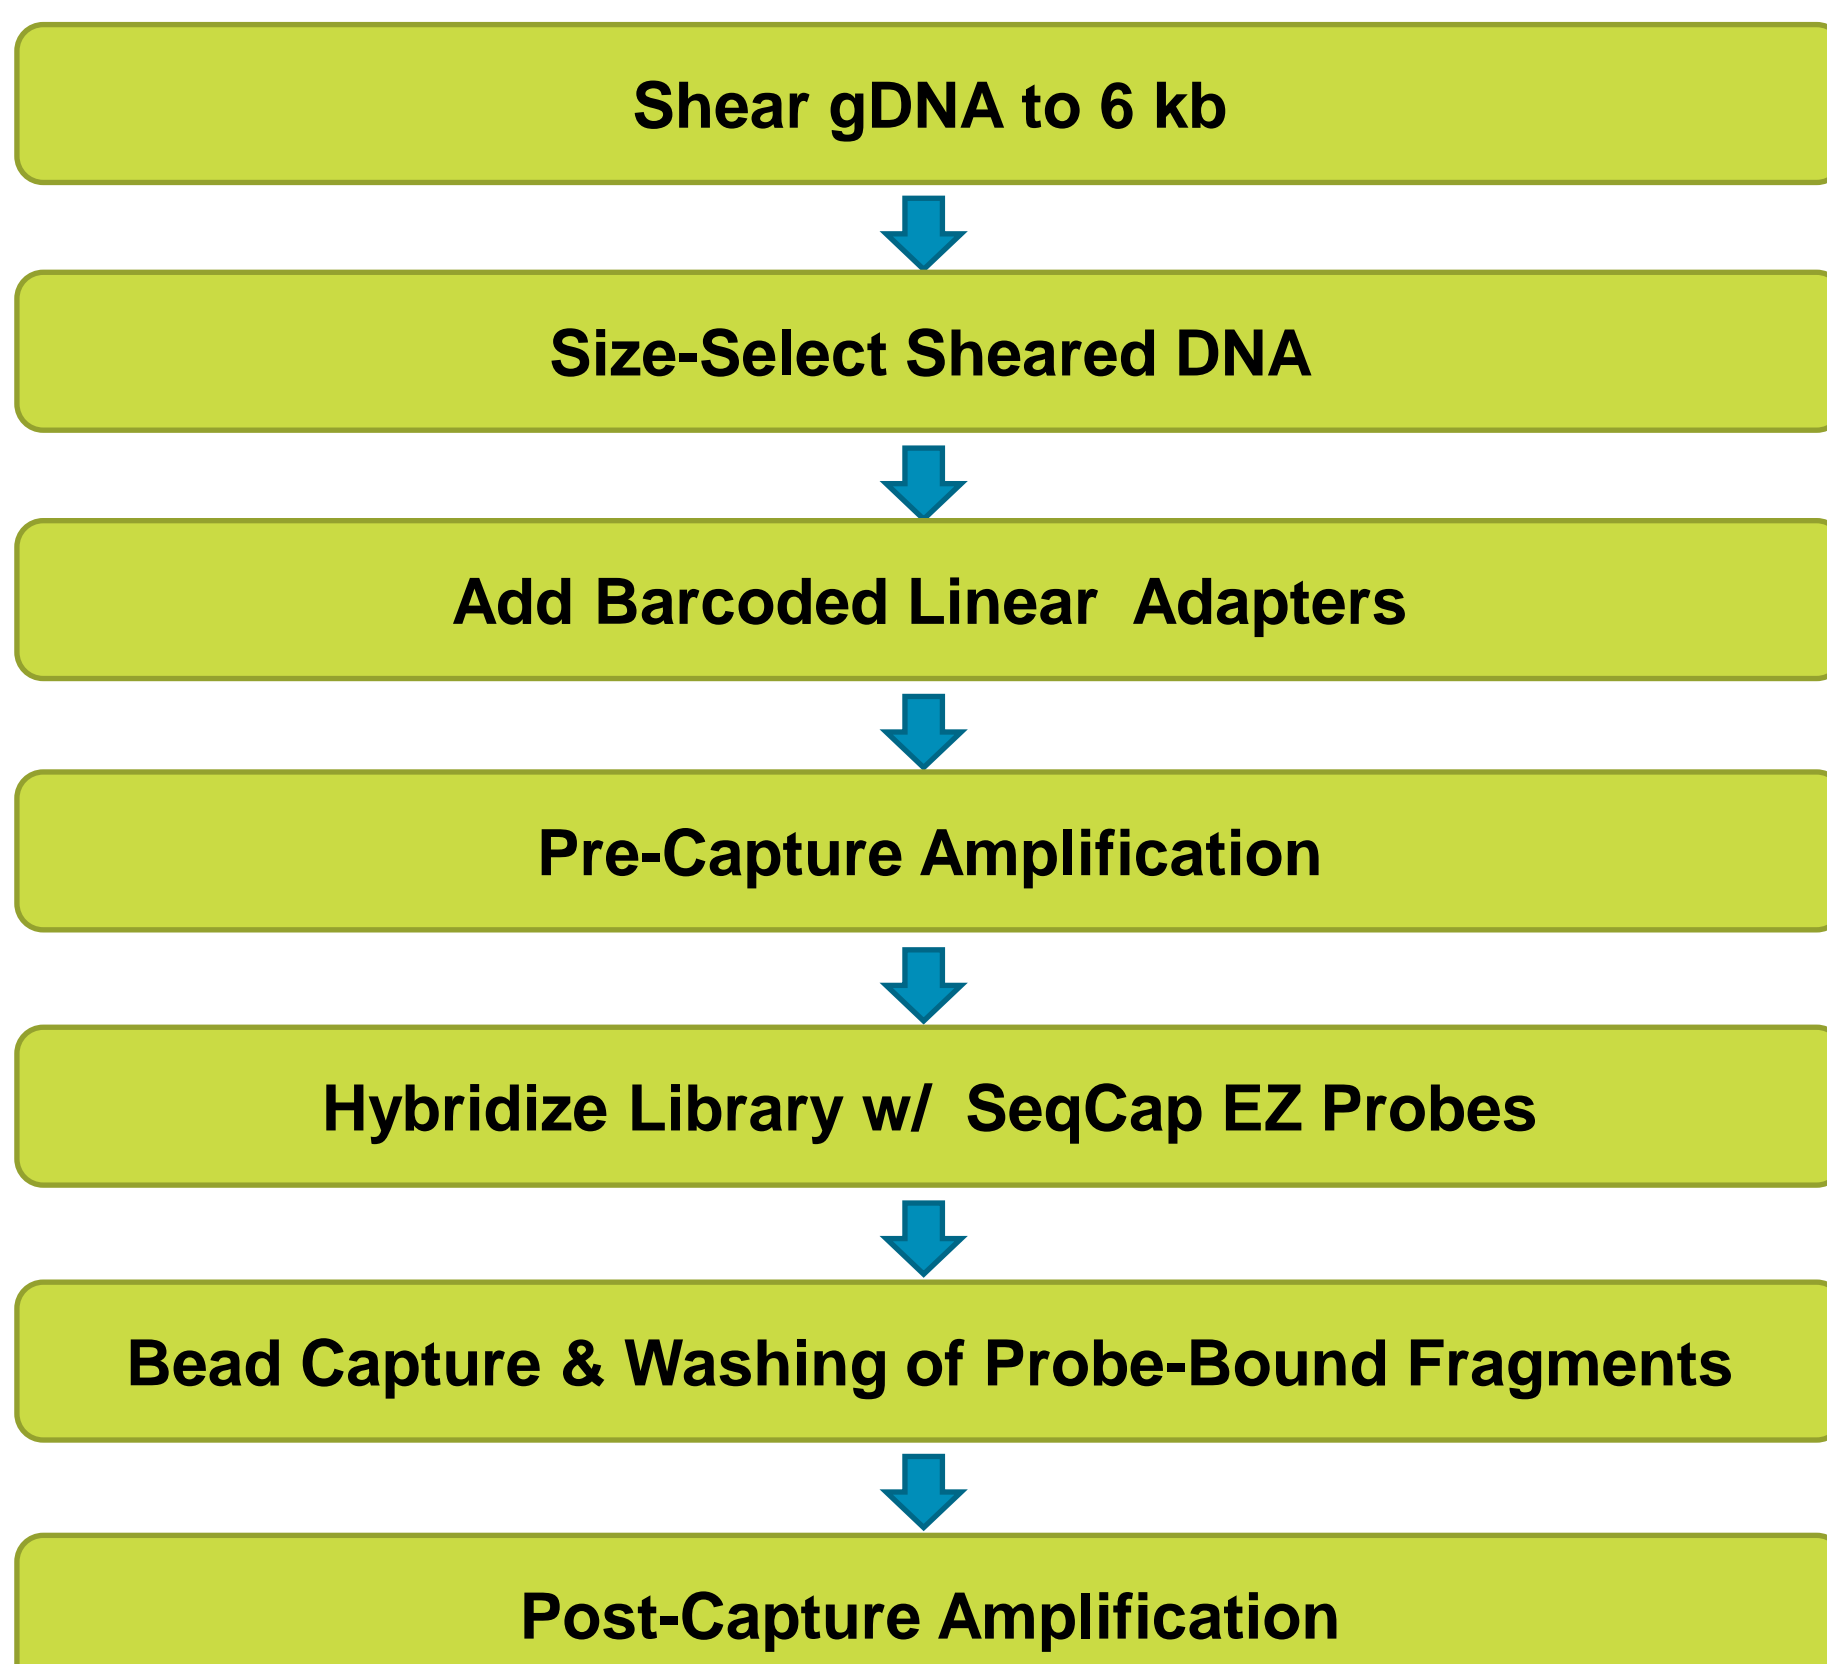 Shear gDNA to 6 kb
Size-Select Sheared DNA
Add Barcoded Linear  Adapters
Pre-Capture Amplification
Hybridize Library w/  SeqCap EZ Probes
Bead Capture & Washing of Probe-Bound Fragments
Post-Capture Amplification